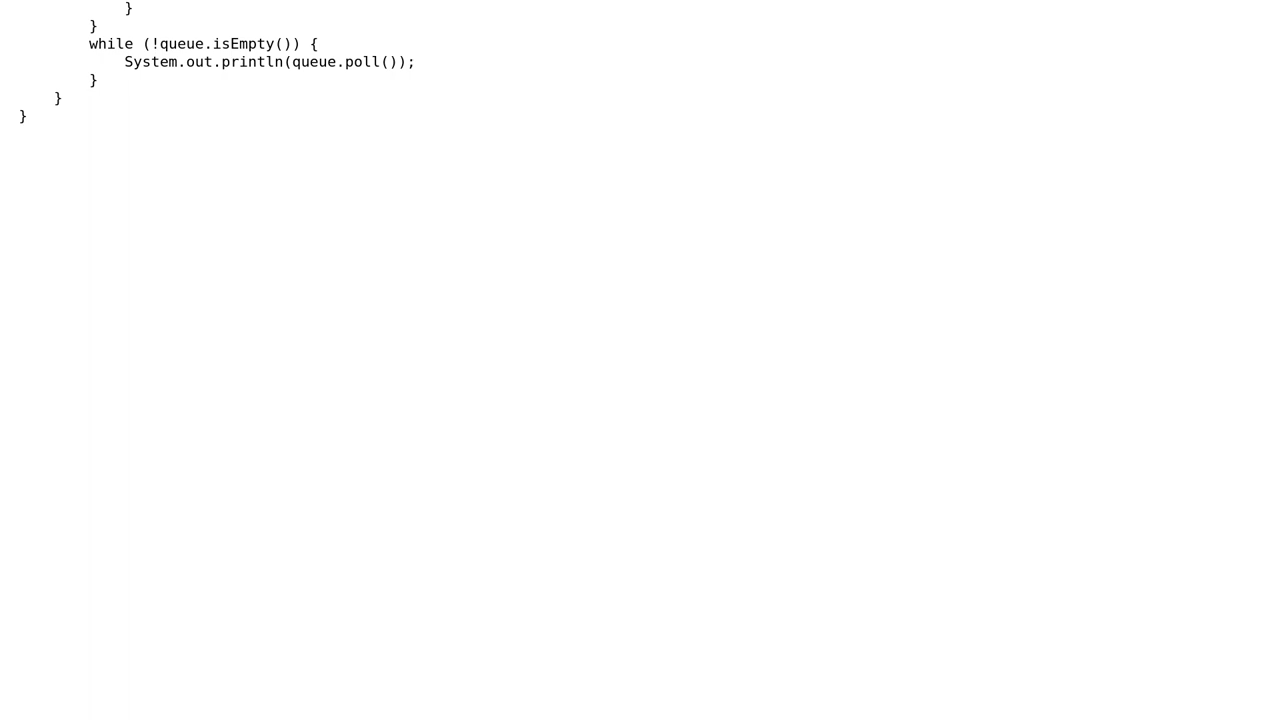 }
        }
        while (!queue.isEmpty()) {
            System.out.println(queue.poll());
        }
    }
}